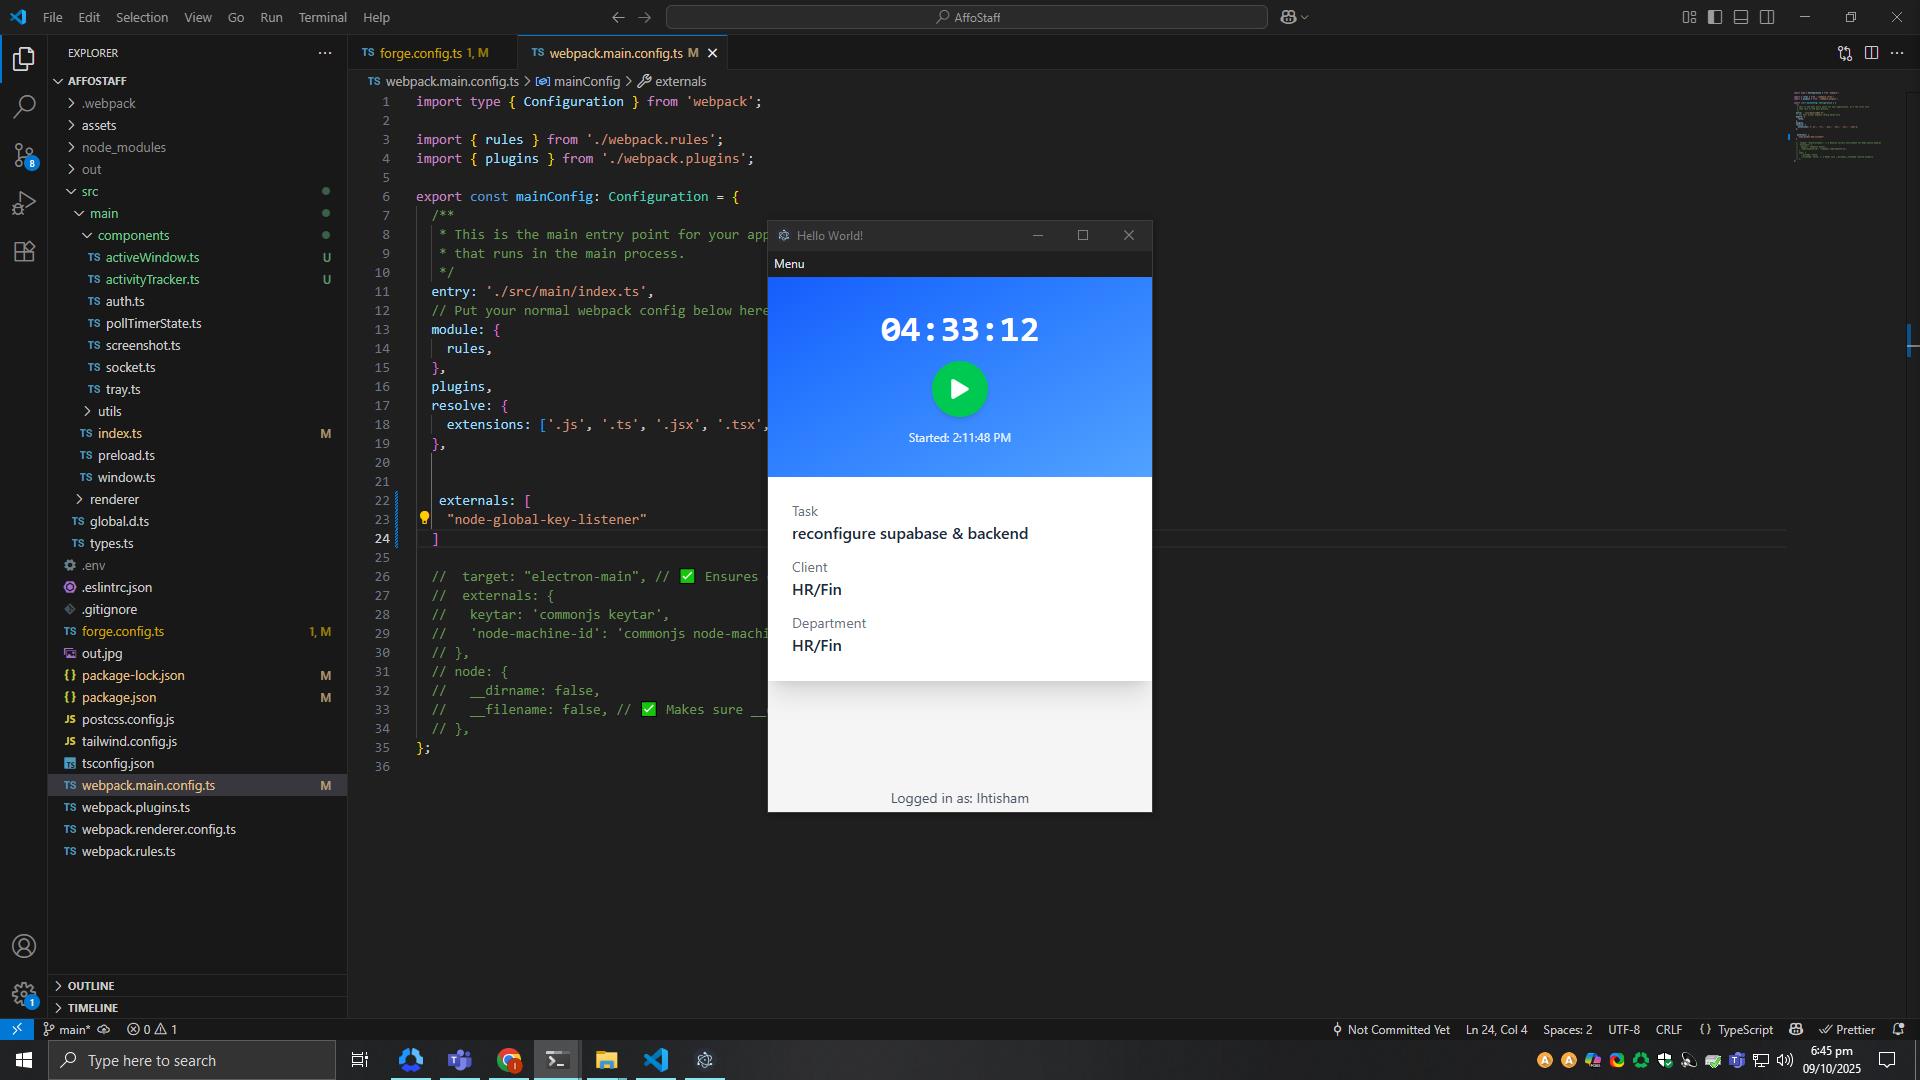 File Edit Selection View Go Run Terminal Help
AffoStaff
EXPLORER
AFFOSTAFF
.webpack
assets
node_modules
out
src
main
components
activeWindow.ts U
activityTracker.ts U
auth.ts
pollTimerState.ts
screenshot.ts
socket.ts
tray.ts
utils
index.ts M
preload.ts
window.ts
renderer
global.d.ts
types.ts
.env
.eslintrc.json
.gitignore
forge.config.ts 1, M
out.jpg
package-lock.json M
package.json M
postcss.config.js
tailwind.config.js
tsconfig.json
webpack.main.config.ts M
webpack.plugins.ts
webpack.renderer.config.ts
webpack.rules.ts
OUTLINE
TIMELINE
8
1
TS forge.config.ts 1, M
TS webpack.main.config.ts M
TS webpack.main.config.ts > mainConfig > externals
1 import type { Configuration } from 'webpack';
2
3 import { rules } from './webpack.rules';
4 import { plugins } from './webpack.plugins';
5
6 export const mainConfig: Configuration = {
7 /**
8 * This is the main entry point for your app
9 * that runs in the main process.
10 */
11 entry: './src/main/index.ts',
12 // Put your normal webpack config below here
13 module: {
14 rules,
15 },
16 plugins,
17 resolve: {
18 extensions: ['.js', '.ts', '.jsx', '.tsx',
19 },
20
21
22 externals: [
23 "node-global-key-listener"
24 ]
25
26 // target: "electron-main", // ✅ Ensures
27 // externals: {
28 // keytar: 'commonjs keytar',
29 // 'node-machine-id': 'commonjs node-machi
30 // },
31 // node: {
32 // __dirname: false,
33 // __filename: false, // ✅ Makes sure __
34 // },
35 };
36
Hello World!
Menu
04:33:12
Started: 2:11:48 PM
Task
reconfigure supabase & backend
Client
HR/Fin
Department
HR/Fin
Logged in as: Ihtisham
main* 0 1
Not Committed Yet Ln 24, Col 4 Spaces: 2 UTF-8 CRLF {} TypeScript Prettier
Type here to search
6:45 pm
09/10/2025